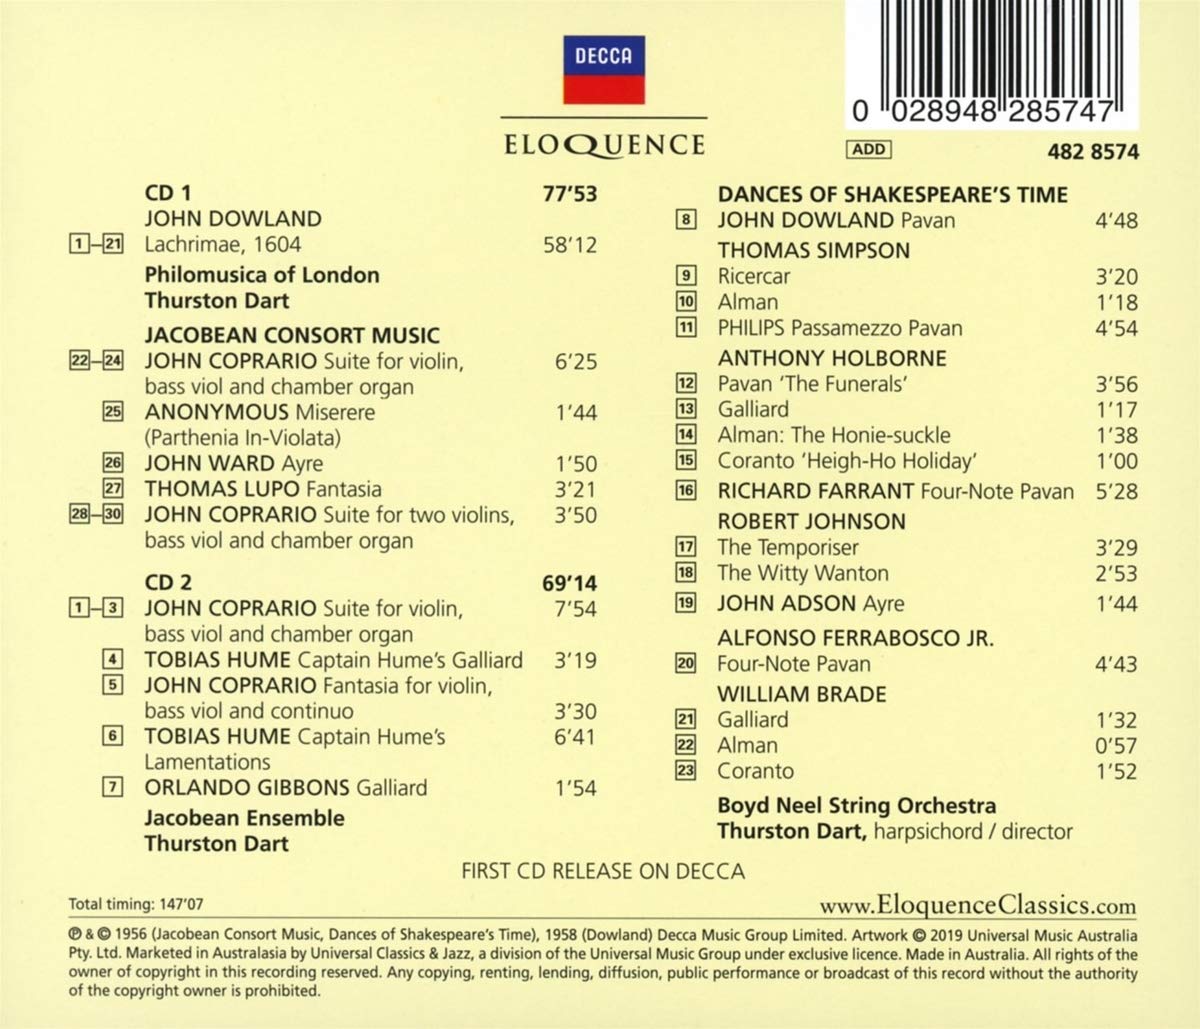 DECCA
ELOQUENCE
0 028948 285747
ADD
482 8574
CD 1 77’53
JOHN DOWLAND
1–21 Lachrimae, 1604 58’12
Philomusica of London
Thurston Dart
JACOBEAN CONSORT MUSIC
22–24 JOHN COPRARIO Suite for violin, 6’25
bass viol and chamber organ
25 ANONYMOUS Miserere 1’44
(Parthenia In-Violata)
26 JOHN WARD Ayre 1’50
27 THOMAS LUPO Fantasia 3’21
28–30 JOHN COPRARIO Suite for two violins, 3’50
bass viol and chamber organ
CD 2 69’14
1–3 JOHN COPRARIO Suite for violin, 7’54
bass viol and chamber organ
4 TOBIAS HUME Captain Hume’s Galliard 3’19
5 JOHN COPRARIO Fantasia for violin,
bass viol and continuo 3’30
6 TOBIAS HUME Captain Hume’s 6’41
Lamentations
7 ORLANDO GIBBONS Galliard 1’54
Jacobean Ensemble
Thurston Dart
DANCES OF SHAKESPEARE’S TIME
8 JOHN DOWLAND Pavan 4’48
THOMAS SIMPSON
9 Ricercar 3’20
10 Alman 1’18
11 PHILIPS Passamezzo Pavan 4’54
ANTHONY HOLBORNE
12 Pavan ‘The Funerals’ 3’56
13 Galliard 1’17
14 Alman: The Honie-suckle 1’38
15 Coranto ‘Heigh-Ho Holiday’ 1’00
16 RICHARD FARRANT Four-Note Pavan 5’28
ROBERT JOHNSON
17 The Temporiser 3’29
18 The Witty Wanton 2’53
19 JOHN ADSON Ayre 1’44
ALFONSO FERRABOSCO JR.
20 Four-Note Pavan 4’43
WILLIAM BRADE
21 Galliard 1’32
22 Alman 0’57
23 Coranto 1’52
Boyd Neel String Orchestra
Thurston Dart, harpsichord / director
FIRST CD RELEASE ON DECCA
Total timing: 147’07
www.EloquenceClassics.com
℗ & © 1956 (Jacobean Consort Music, Dances of Shakespeare’s Time), 1958 (Dowland) Decca Music Group Limited. Artwork © 2019 Universal Music Australia
Pty. Ltd. Marketed in Australasia by Universal Classics & Jazz, a division of the Universal Music Group under exclusive licence. Made in Australia. All rights of the
owner of copyright in this recording reserved. Any copying, renting, lending, diffusion, public performance or broadcast of this record without the authority
of the copyright owner is prohibited.